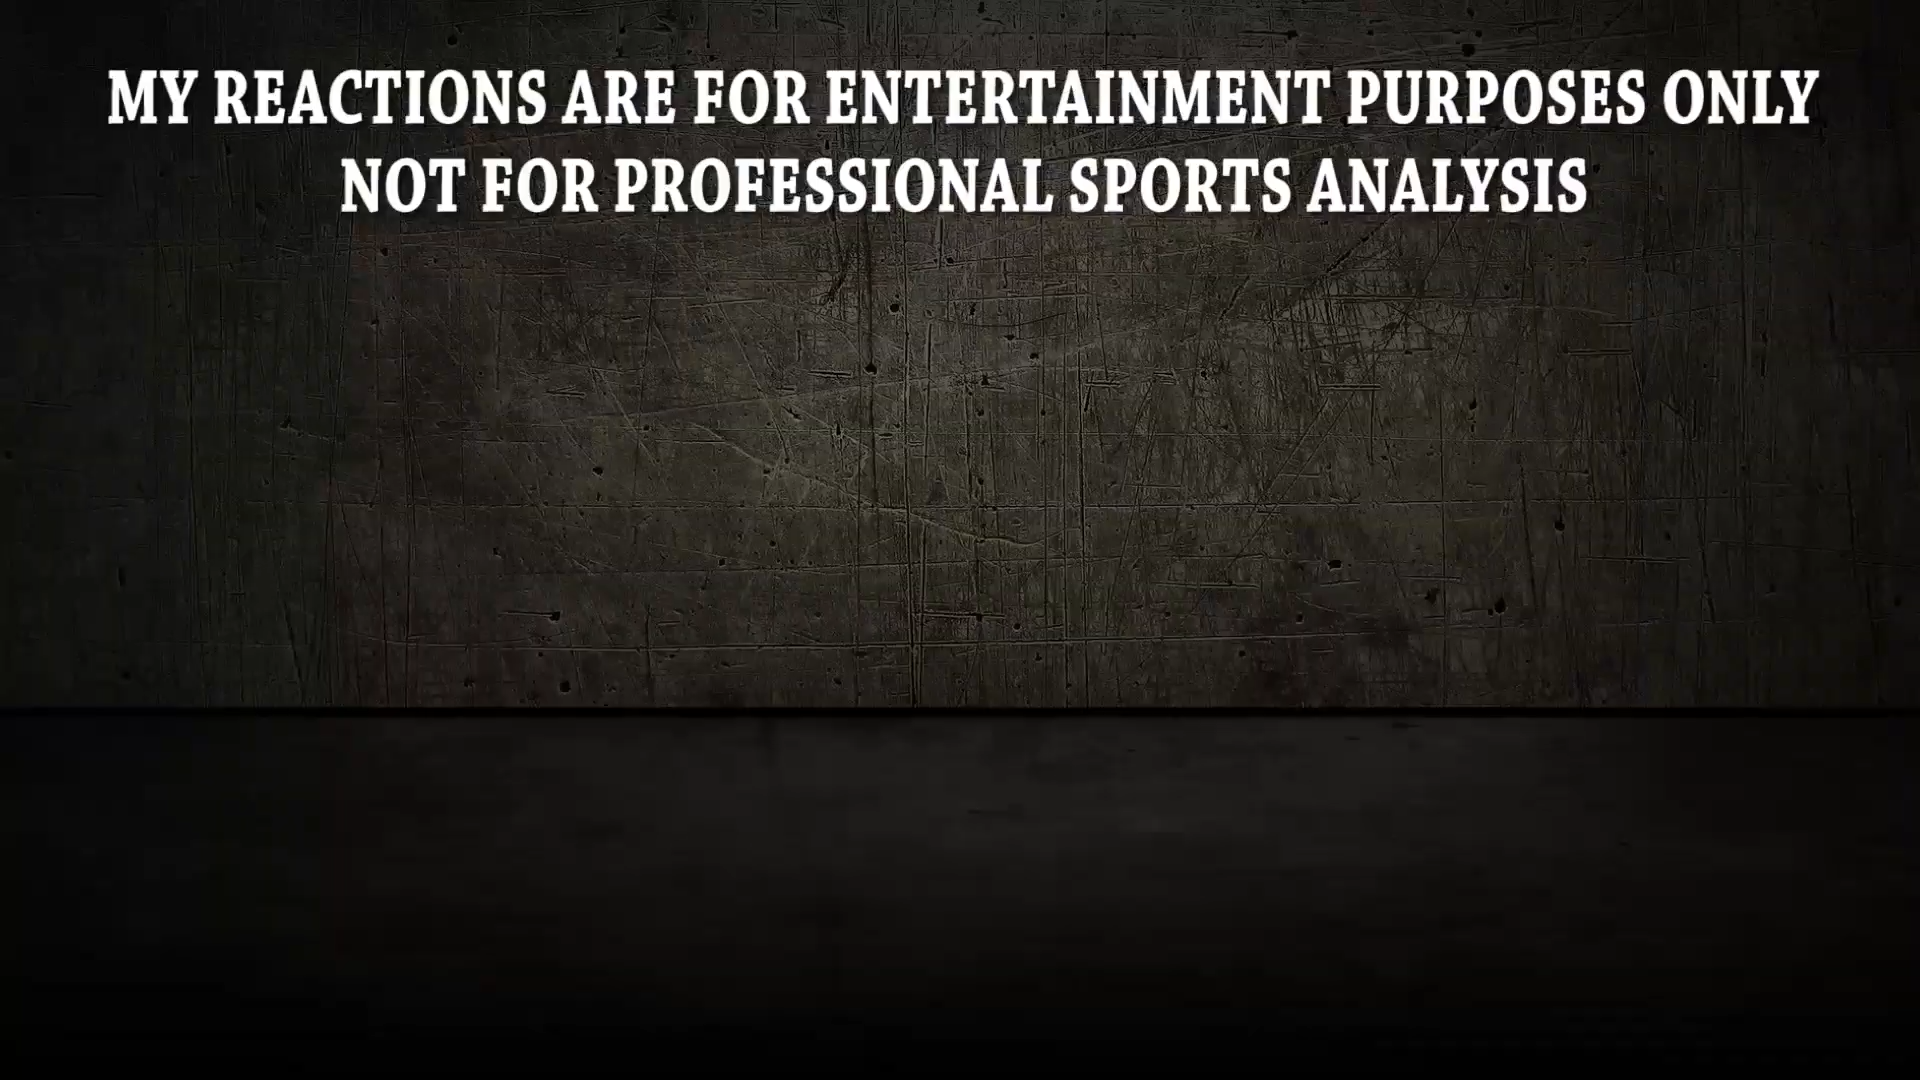 MY REACTIONS ARE FOR ENTERTAINMENT PURPOSES ONLY
NOT FOR PROFESSIONAL SPORTS ANALYSIS